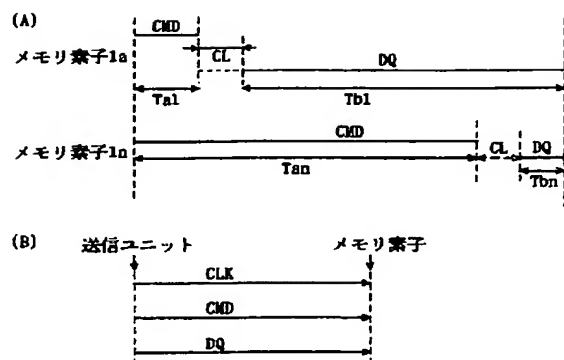 (A)
CMD
メモリ素子1a
CL
DQ
Ta1
Tb1
CMD
メモリ素子1n
CL
DQ
Tan
Tbn
(B)
送信ユニット
メモリ素子
CLK
CMD
DQ